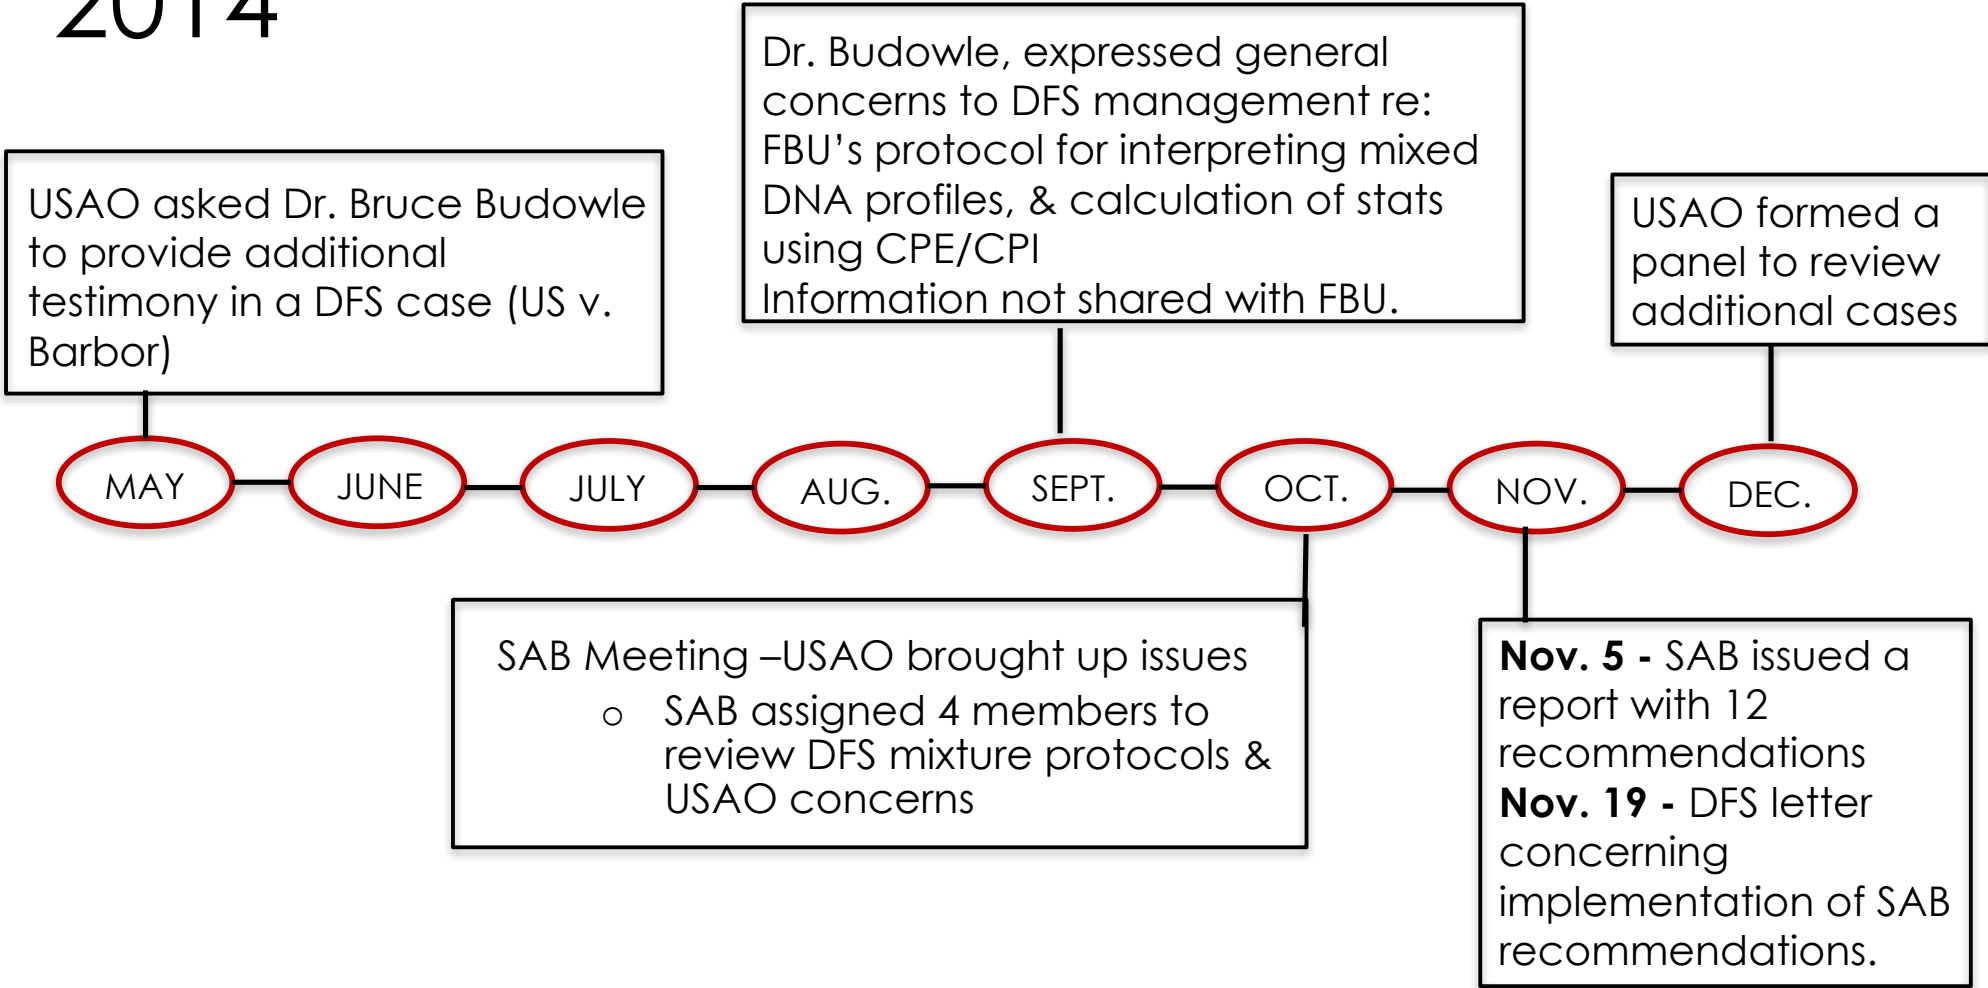 2014
USAO asked Dr. Bruce Budowle
to provide additional
testimony in a DFS case (US v.
Barbor)
Dr. Budowle, expressed general
concerns to DFS management re:
FBU’s protocol for interpreting mixed
DNA profiles, & calculation of stats
using CPE/CPI
Information not shared with FBU.
USAO formed a
panel to review
additional cases
MAY
JUNE
JULY
AUG.
SEPT.
OCT.
NOV.
DEC.
SAB Meeting –USAO brought up issues
o SAB assigned 4 members to
review DFS mixture protocols &
USAO concerns
Nov. 5 - SAB issued a
report with 12
recommendations
Nov. 19 - DFS letter
concerning
implementation of SAB
recommendations.